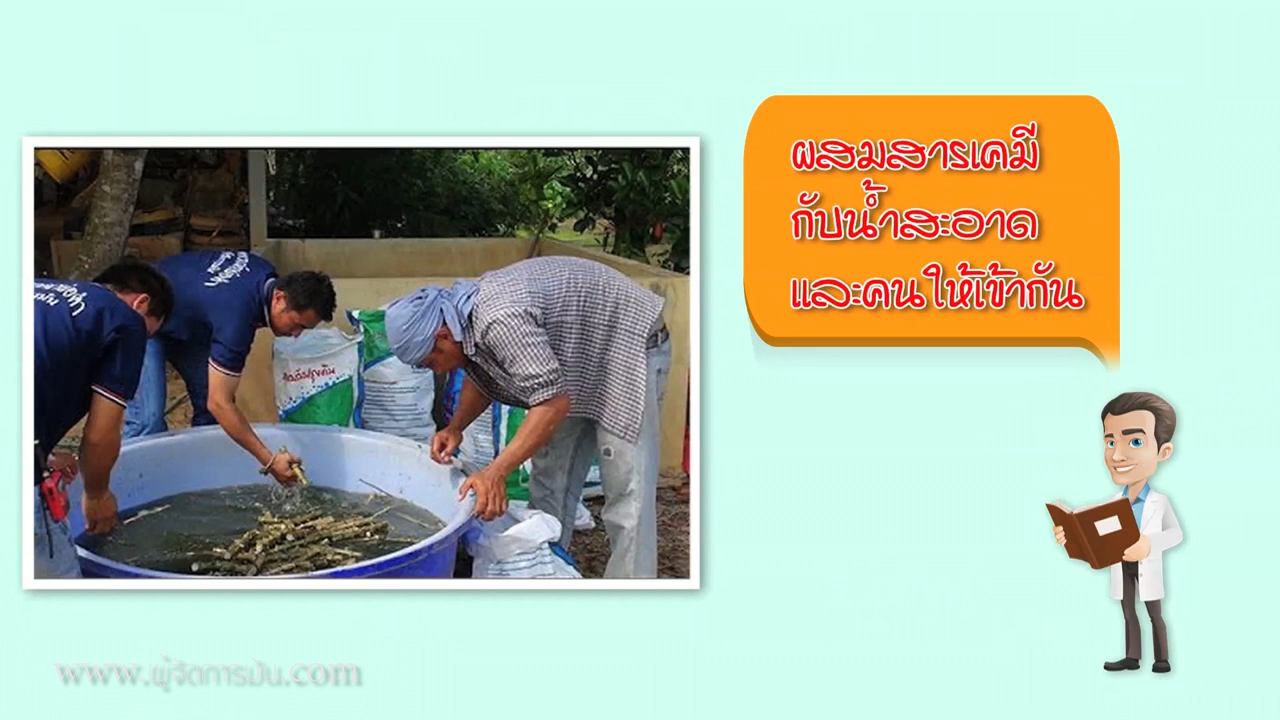 ผสมสารเคมี
กับน้ำสะอาด
และคนให้เข้ากัน
www.ผู้จัดการมัน.com